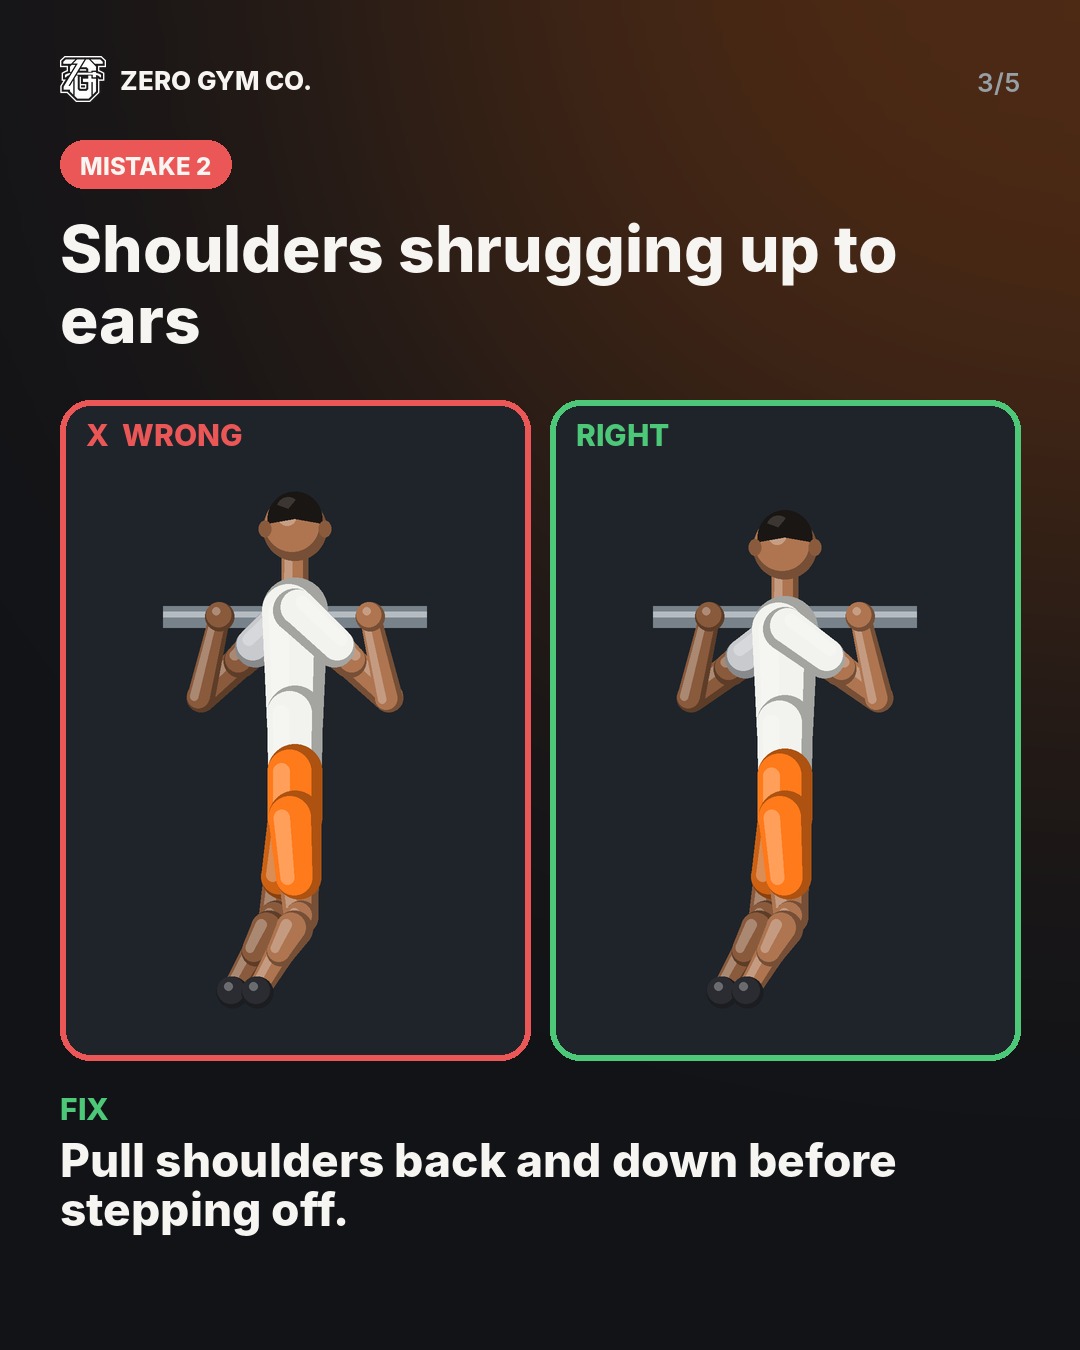 ZERO GYM CO.
3/5
MISTAKE 2
Shoulders shrugging up to
ears
X WRONG
RIGHT
FIX
Pull shoulders back and down before
stepping off.